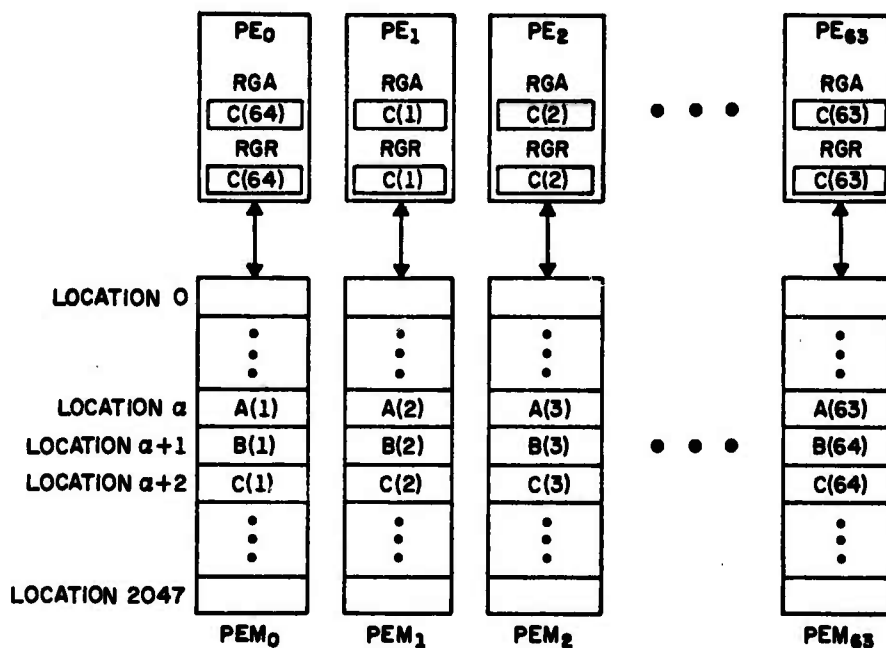 PE0 PE1 PE2 PE63
RGA RGA RGA RGA
C(64) C(1) C(2) C(63)
RGR RGR RGR RGR
C(64) C(1) C(2) C(63)
LOCATION 0
LOCATION α A(1) A(2) A(3) A(63)
LOCATION α+1 B(1) B(2) B(3) B(64)
LOCATION α+2 C(1) C(2) C(3) C(64)
LOCATION 2047
PEM0 PEM1 PEM2 PEM63